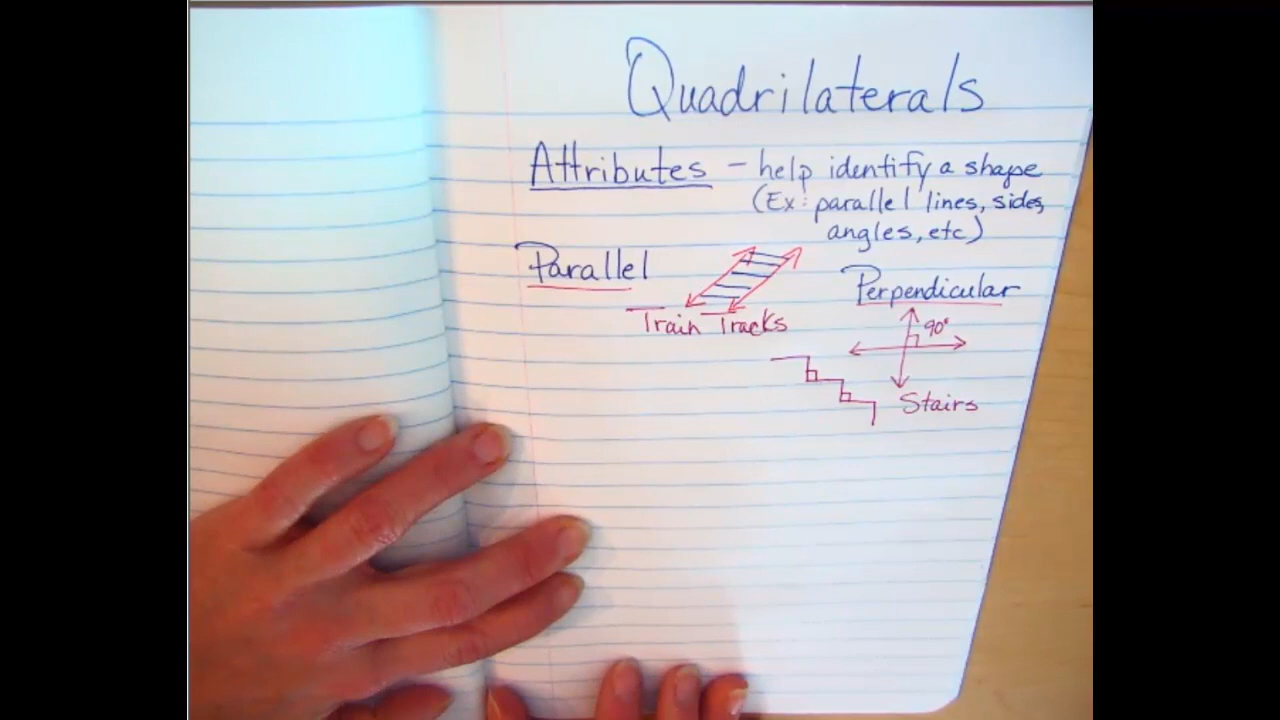 Quadrilaterals
Attributes - help identify a shape
(Ex: parallel lines, sides,
angles, etc)
Parallel
Train Tracks
Perpendicular
90°
Stairs